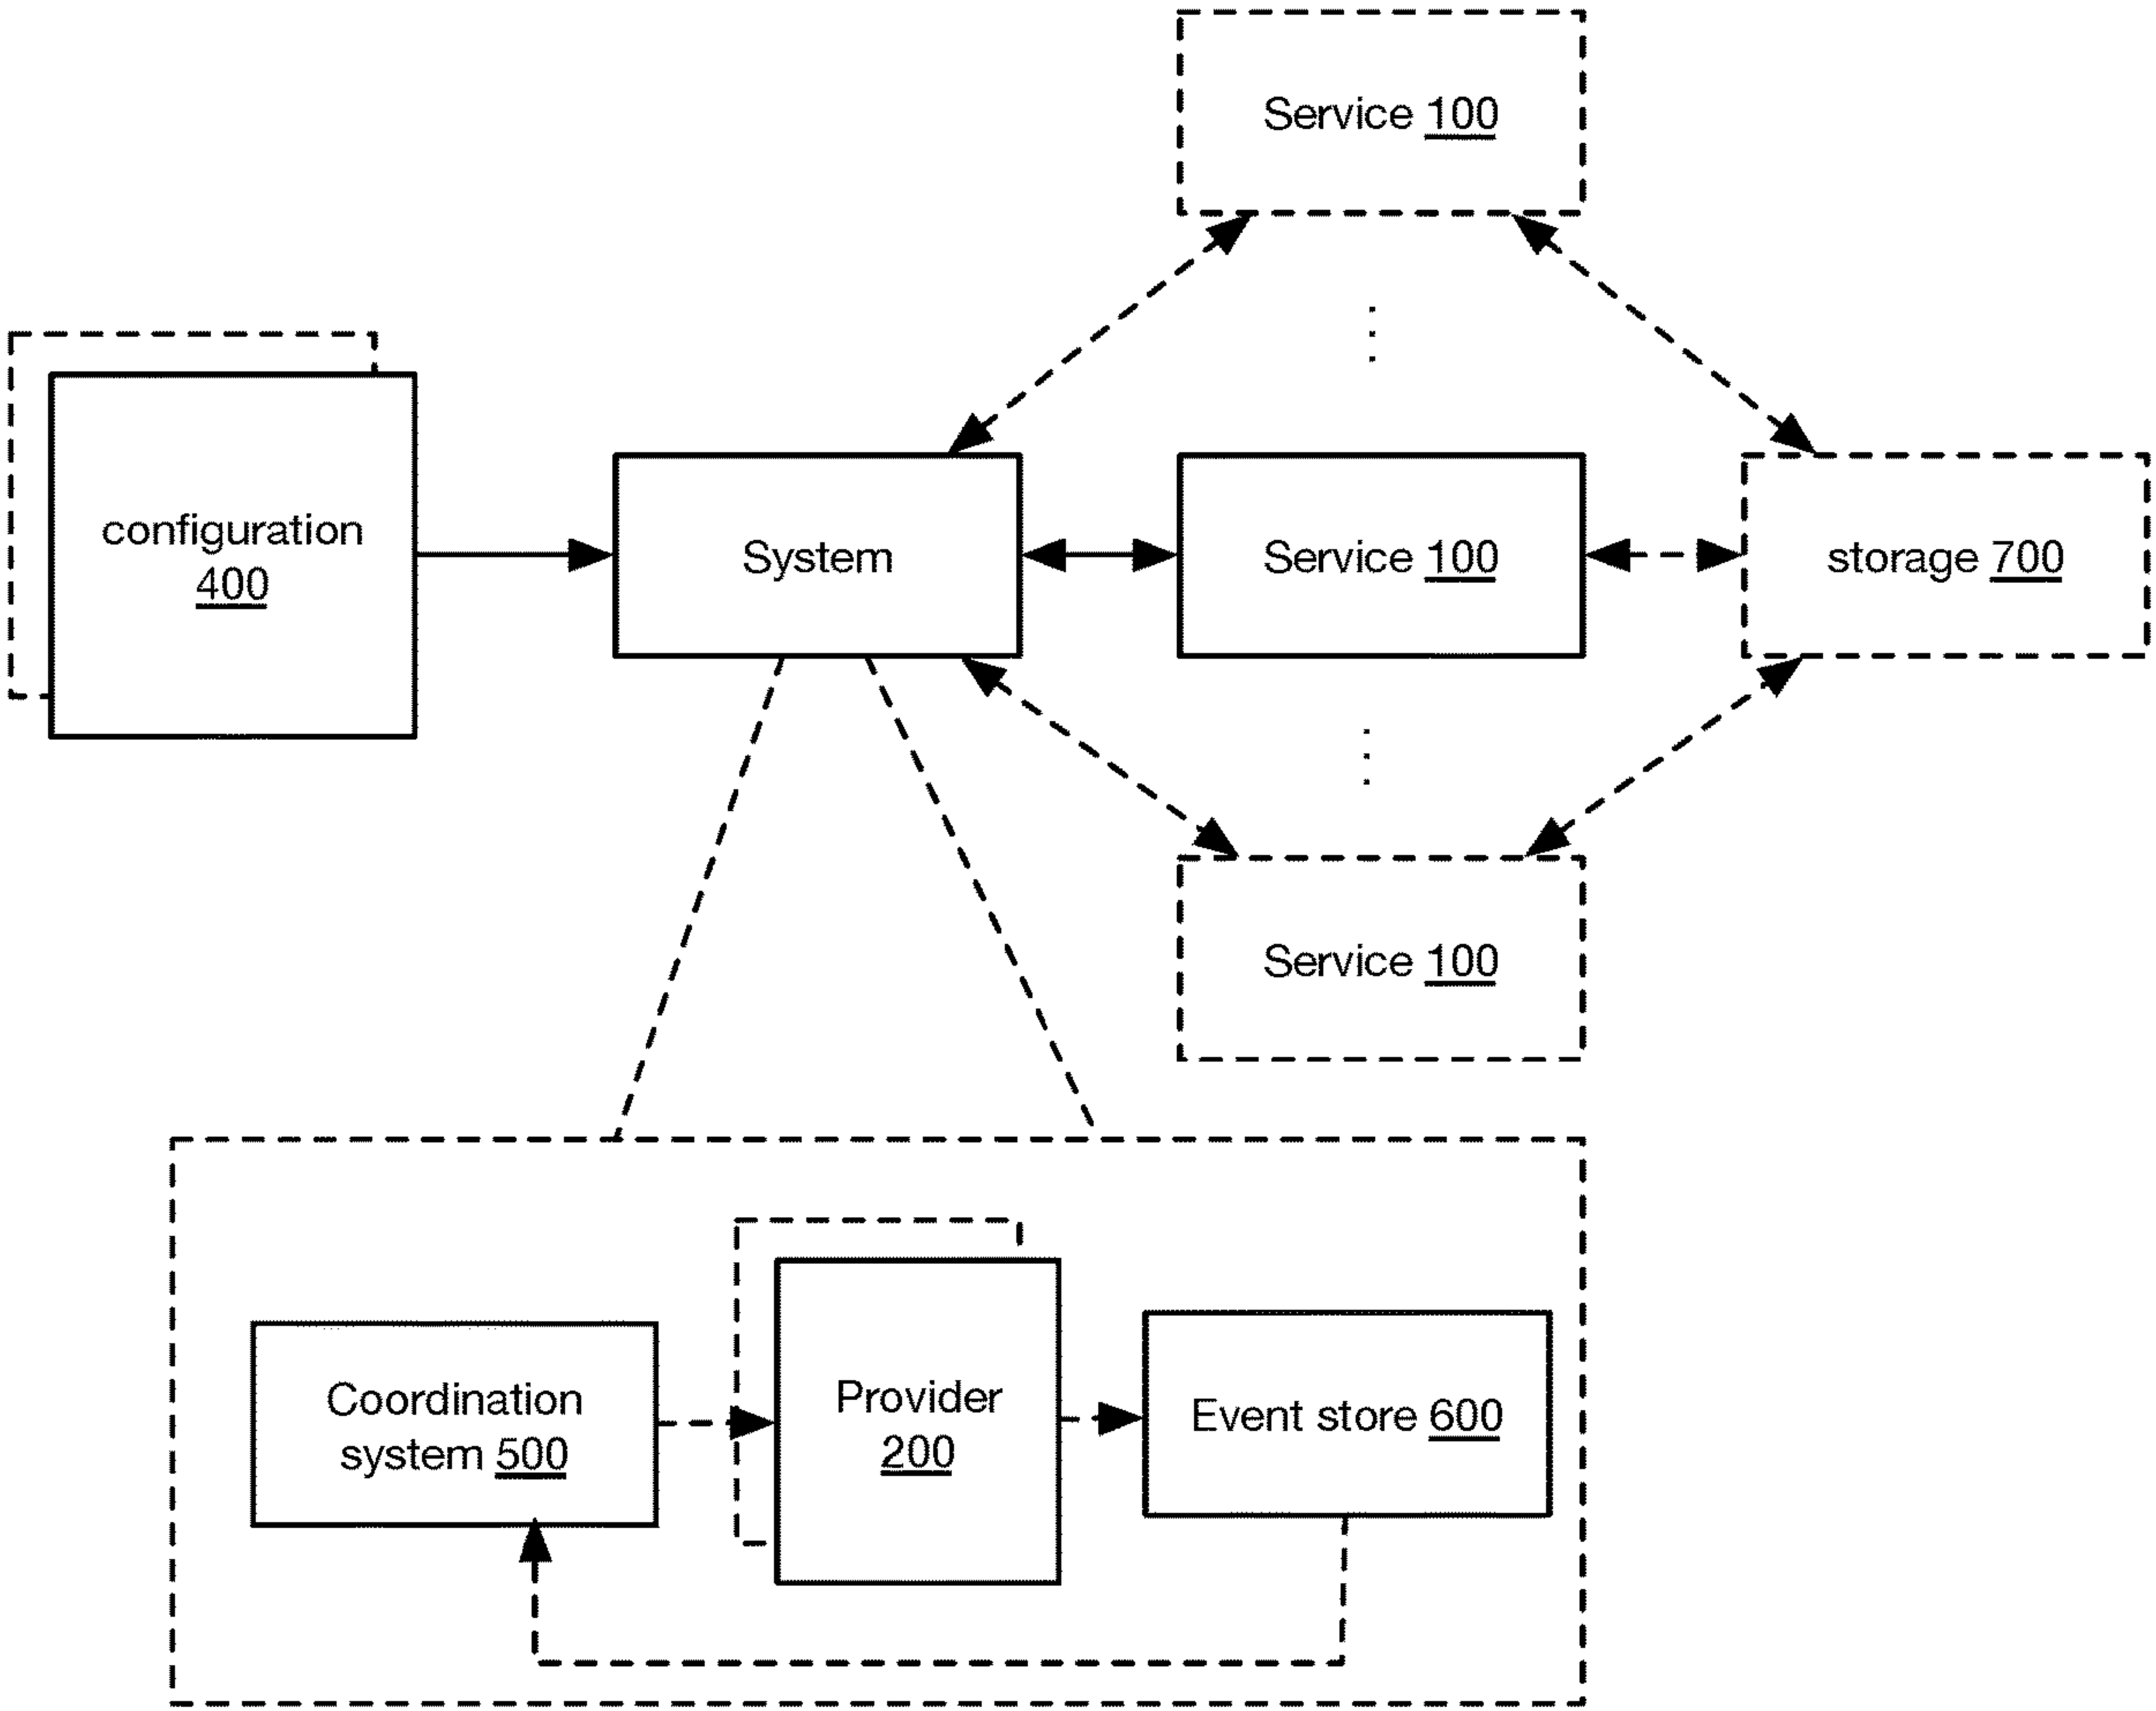 Service 100
configuration
400
System
Service 100
storage 700
Service 100
Coordination
system 500
Provider
200
Event store 600